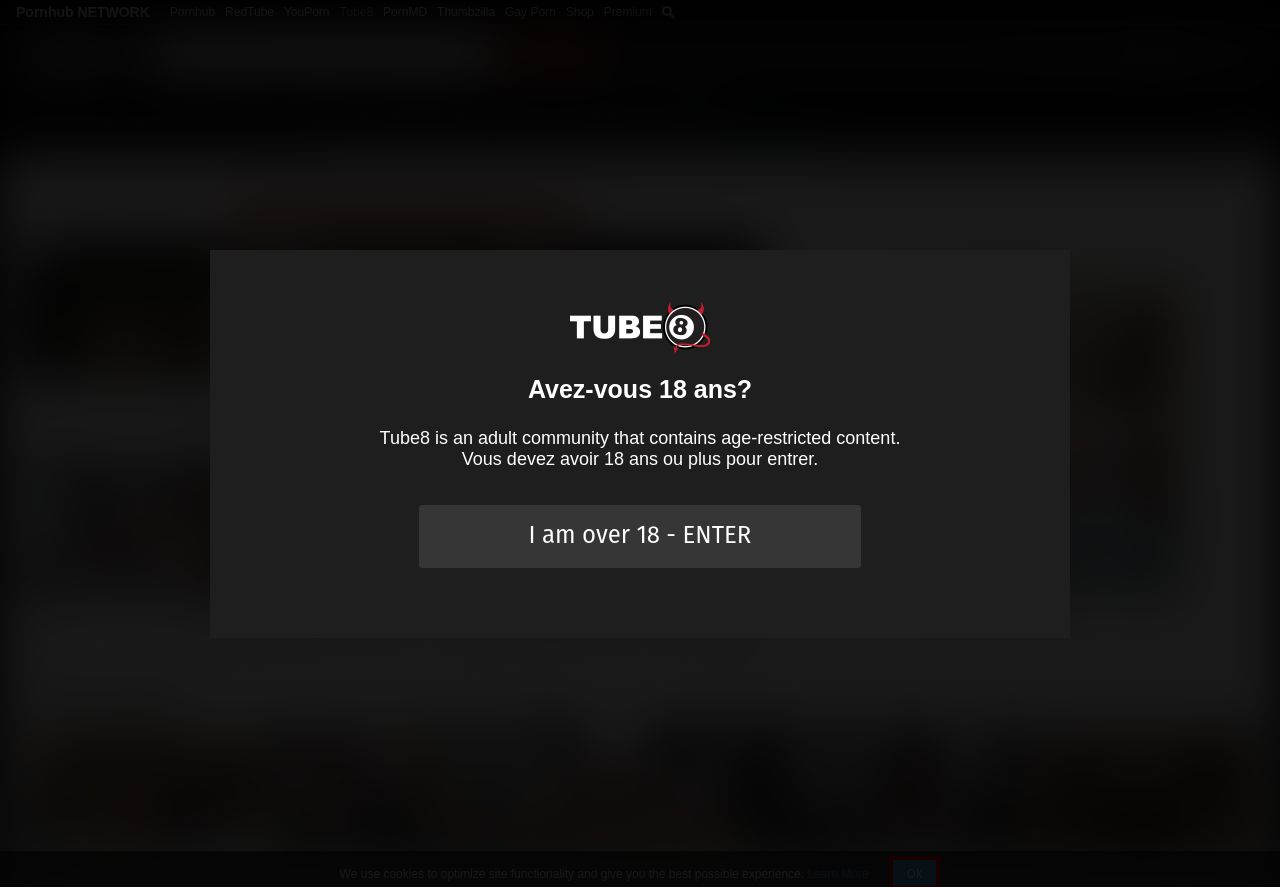 Pornhub NETWORK Pornhub RedTube YouPorn Tube8 PornMD Thumbzilla Gay Porn Shop Premium
TUBE8
Avez-vous 18 ans?
Tube8 is an adult community that contains age-restricted content.
Vous devez avoir 18 ans ou plus pour entrer.
I am over 18 - ENTER
We use cookies to optimize site functionality and give you the best possible experience. Learn More Ok